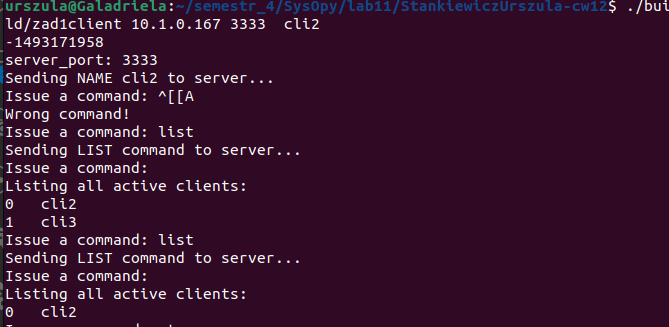 urszula@Galadriela:~/semestr_4/SysOpy/lab11/StankiewiczUrszula-cw12$ ./bui
ld/zad1client 10.1.0.167 3333  cli2
-1493171958
server_port: 3333
Sending NAME cli2 to server...
Issue a command: ^[[A
Wrong command!
Issue a command: list
Sending LIST command to server...
Issue a command:
Listing all active clients:
0   cli2
1   cli3
Issue a command: list
Sending LIST command to server...
Issue a command:
Listing all active clients:
0   cli2